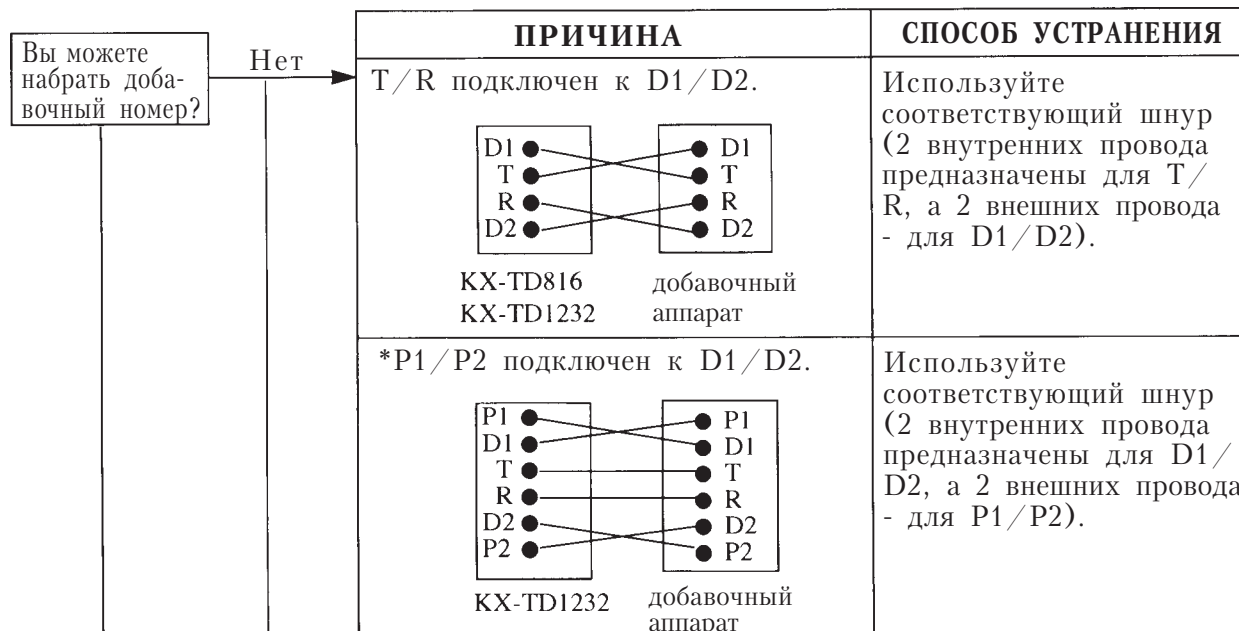 Вы можете
набрать доба-
вочный номер?
Нет
ПРИЧИНА
СПОСОБ УСТРАНЕНИЯ
T/R подключен к D1/D2.
D1
T
R
D2
D1
T
R
D2
KX-TD816
KX-TD1232
добавочный
аппарат
Используйте
соответствующий шнур
(2 внутренних провода
предназначены для T/
R, а 2 внешних провода
- для D1/D2).
*P1/P2 подключен к D1/D2.
P1
D1
T
R
D2
P2
P1
D1
T
R
D2
P2
KX-TD1232
добавочный
аппарат
Используйте
соответствующий шнур
(2 внутренних провода
предназначены для D1/
D2, а 2 внешних провода
- для P1/P2).